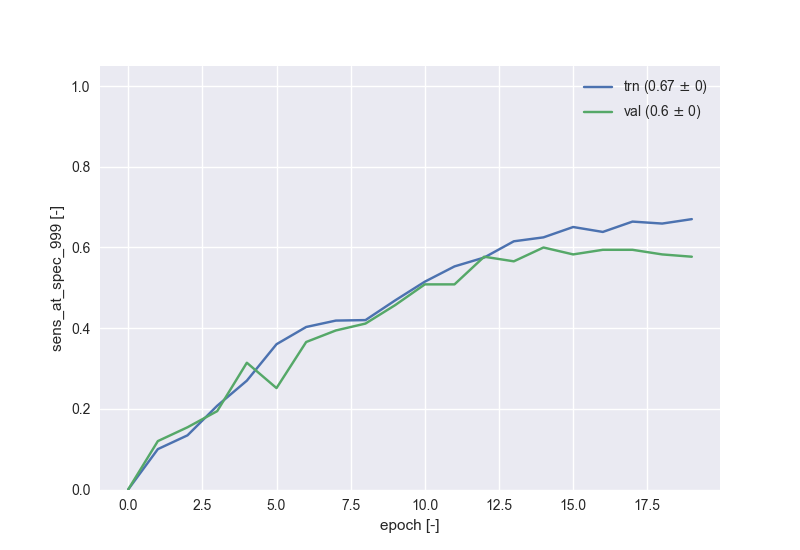 trn (0.67 ± 0)
val (0.6 ± 0)
1.0
0.8
0.6
0.4
0.2
0.0
sens_at_spec_999 [-]
0.0 2.5 5.0 7.5 10.0 12.5 15.0 17.5
epoch [-]